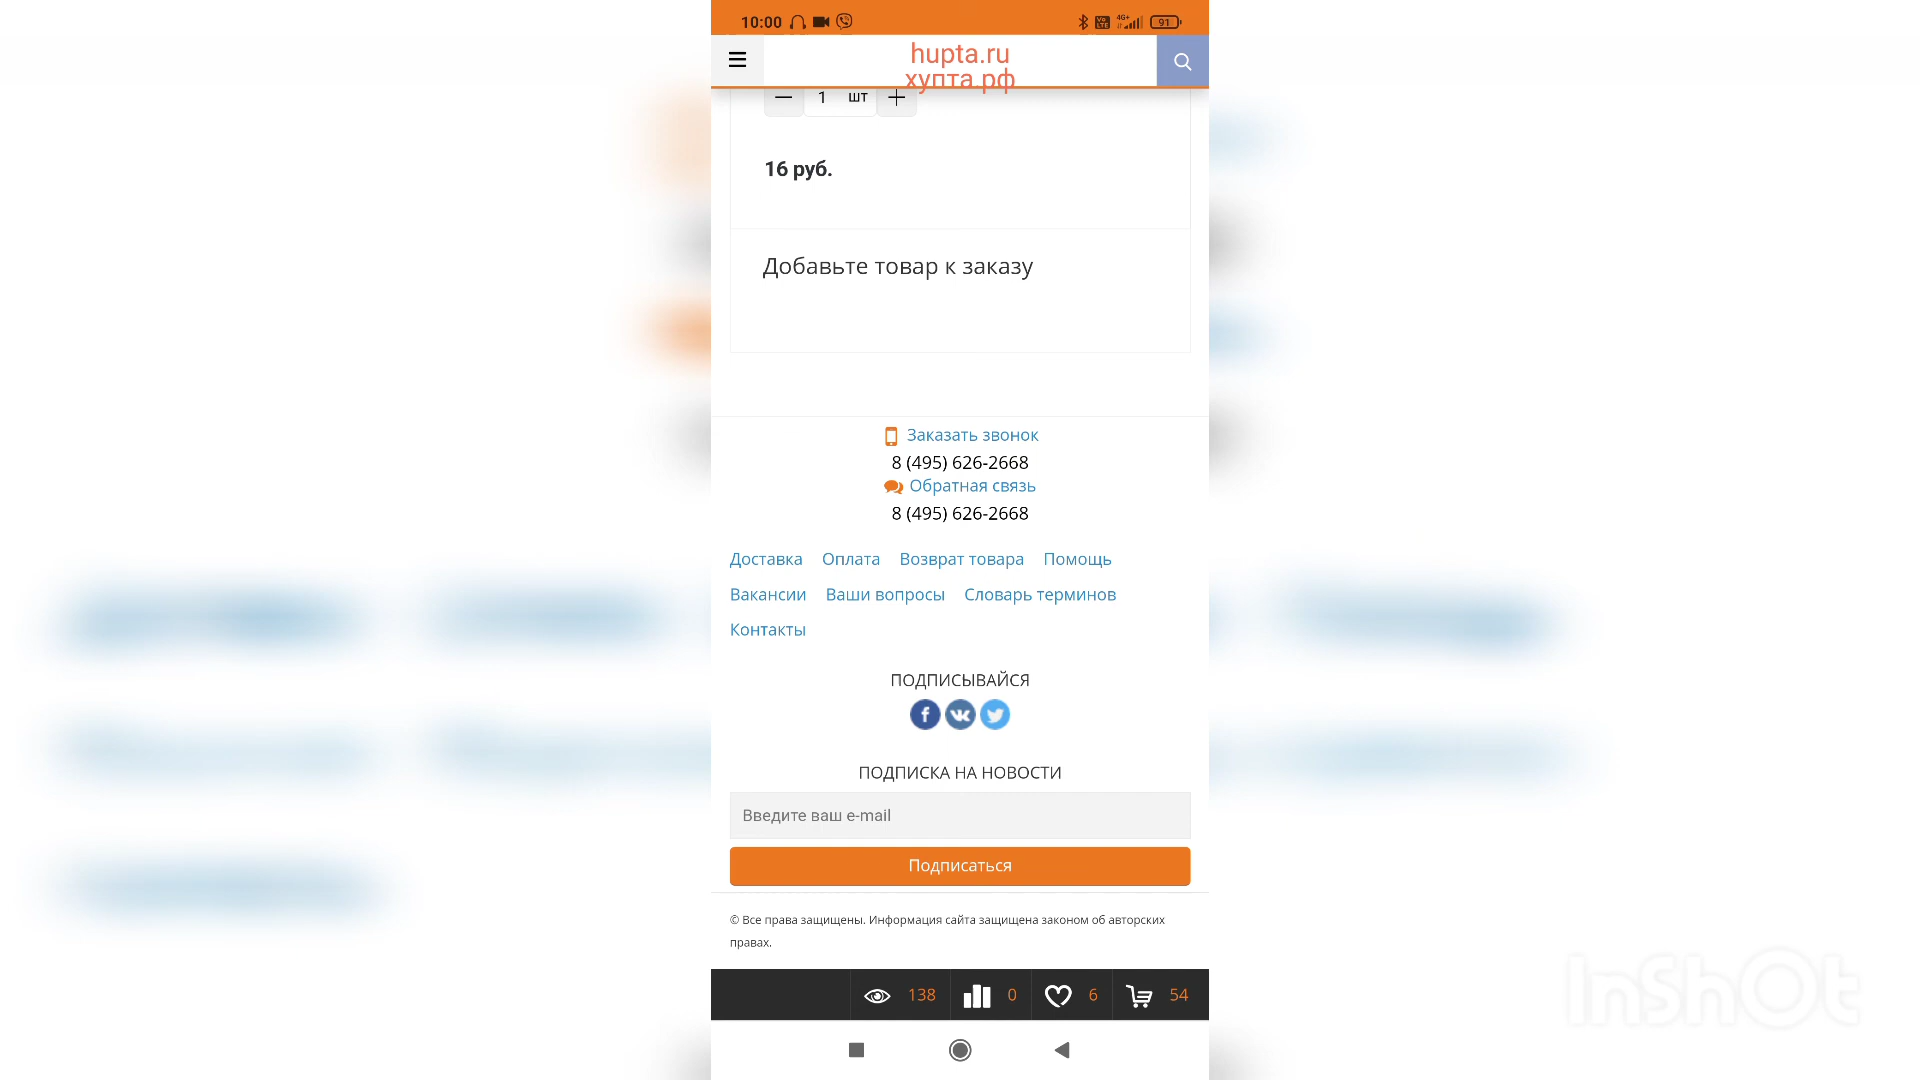 10:00 4G+ 91
hupta.ru
хупта.рф
1 шт
16 руб.
Добавьте товар к заказу
Заказать звонок
8 (495) 626-2668
Обратная связь
8 (495) 626-2668
Доставка Оплата Возврат товара Помощь
Вакансии Ваши вопросы Словарь терминов
Контакты
ПОДПИСЫВАЙСЯ
ПОДПИСКА НА НОВОСТИ
Введите ваш e-mail
Подписаться
© Все права защищены. Информация сайта защищена законом об авторских
правах.
138 0 6 54
InShOt